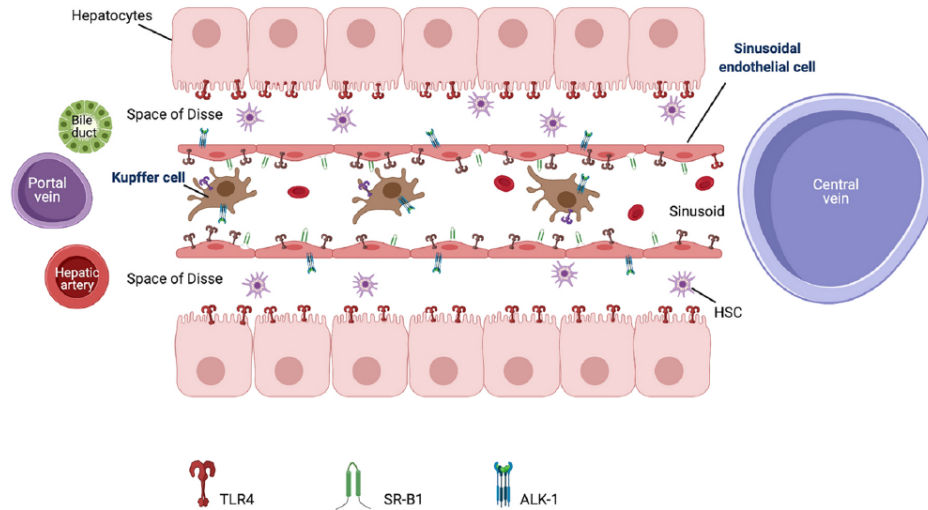 Hepatocytes
Sinusoidal
endothelial cell
Space of Disse
Bile
duct
Kupffer cell
Portal
vein
Central
vein
Sinusoid
Hepatic
artery
Space of Disse
HSC
TLR4
SR-B1
ALK-1